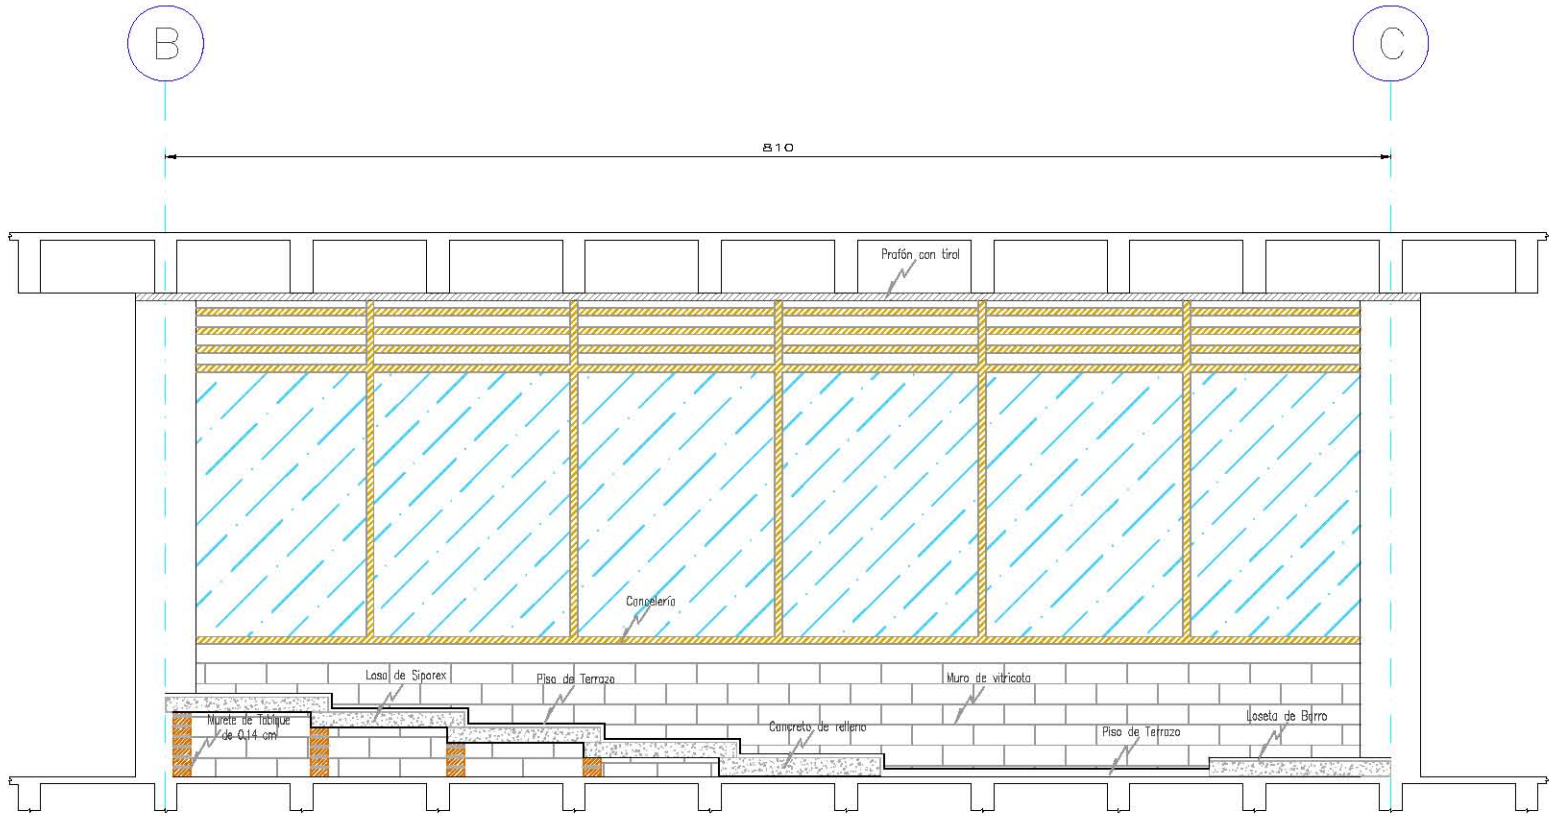 B
C
810
Prafón con tirol
Cancelería
Losa de Siporex
Piso de Terrazo
Muro de vitricota
Murete de Tabique
de 0.14 cm
Concreto de relleno
Loseta de Barro
Piso de Terrazo